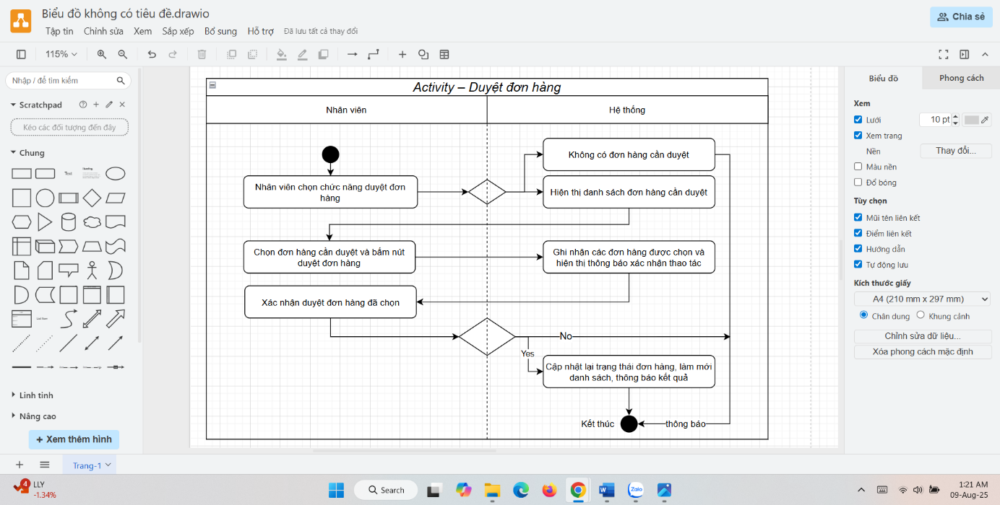 Biểu đồ không có tiêu đề.drawio
Tập tin Chỉnh sửa Xem Sắp xếp Bổ sung Hỗ trợ Đã lưu tất cả thay đổi
Chia sẻ
115%
Nhập / để tìm kiếm
Scratchpad
Kéo các đối tượng đến đây
Chung
Text
Heading
List Item
Linh tinh
Nâng cao
+ Xem thêm hình
Activity – Duyệt đơn hàng
Nhân viên
Hệ thống
Không có đơn hàng cần duyệt
Nhân viên chọn chức năng duyệt đơn
hàng
Hiện thị danh sách đơn hàng cần duyệt
Chọn đơn hàng cần duyệt và bấm nút
duyệt đơn hàng
Ghi nhận các đơn hàng được chọn và
hiện thị thông báo xác nhận thao tác
Xác nhận duyệt đơn hàng đã chọn
No
Yes
Cập nhật lại trạng thái đơn hàng, làm mới
danh sách, thông báo kết quả
Kết thúc
thông báo
Biểu đồ
Phong cách
Xem
Lưới
10 pt
Xem trang
Nền
Thay đổi...
Màu nền
Đổ bóng
Tùy chọn
Mũi tên liên kết
Điểm liên kết
Hướng dẫn
Tự động lưu
Kích thước giấy
A4 (210 mm x 297 mm)
Chân dung
Khung cảnh
Chỉnh sửa dữ liệu...
Xóa phong cách mặc định
Trang-1
4
LLY
-1.34%
Search
Zalo
1:21 AM
09-Aug-25